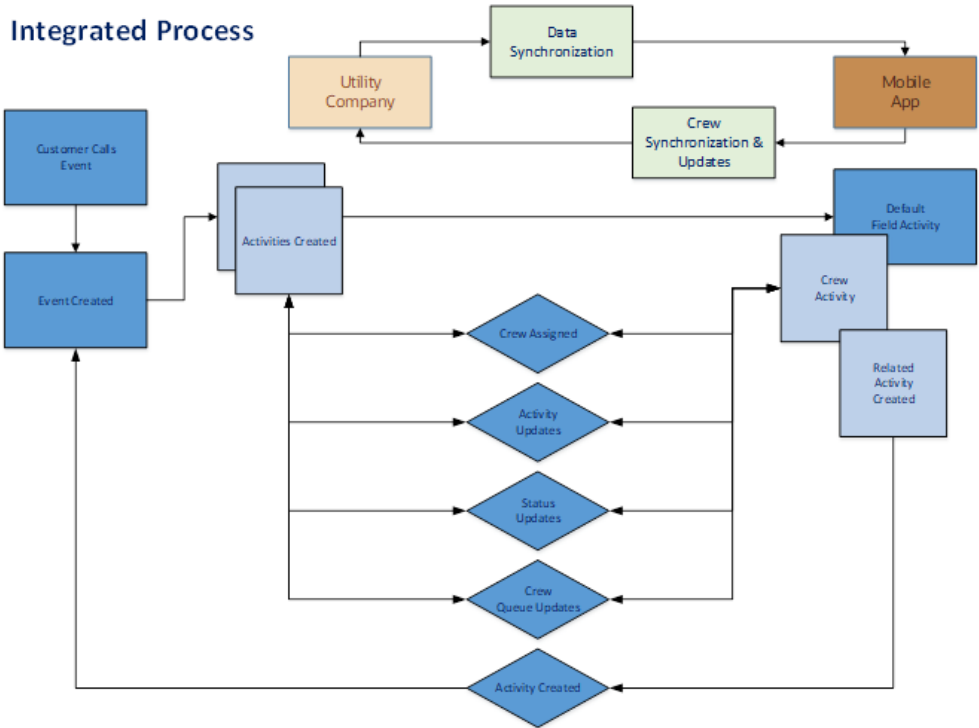 Integrated Process
Data
Synchronization
Utility
Company
Mobile
App
Crew
Synchronization &
Updates
Customer Calls
Event
Activities Created
Default
Field Activity
Event Created
Crew
Activity
Crew Assigned
Related
Activity
Created
Activity
Updates
Status
Updates
Crew
Queue Updates
Activity Created